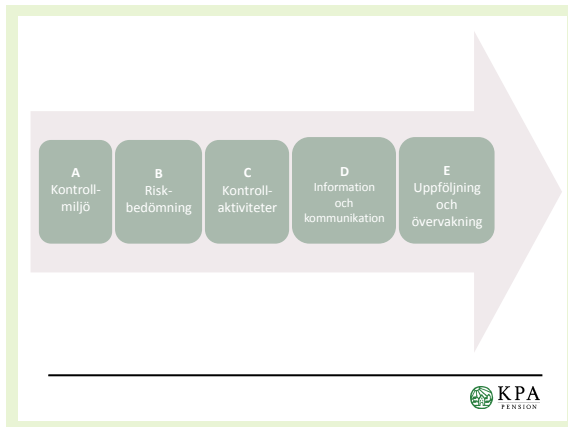 A
Kontroll-
miljö
B
Risk-
bedömning
C
Kontroll-
aktiviteter
D
Information
och
kommunikation
E
Uppföljning
och
övervakning
KPA
PENSION